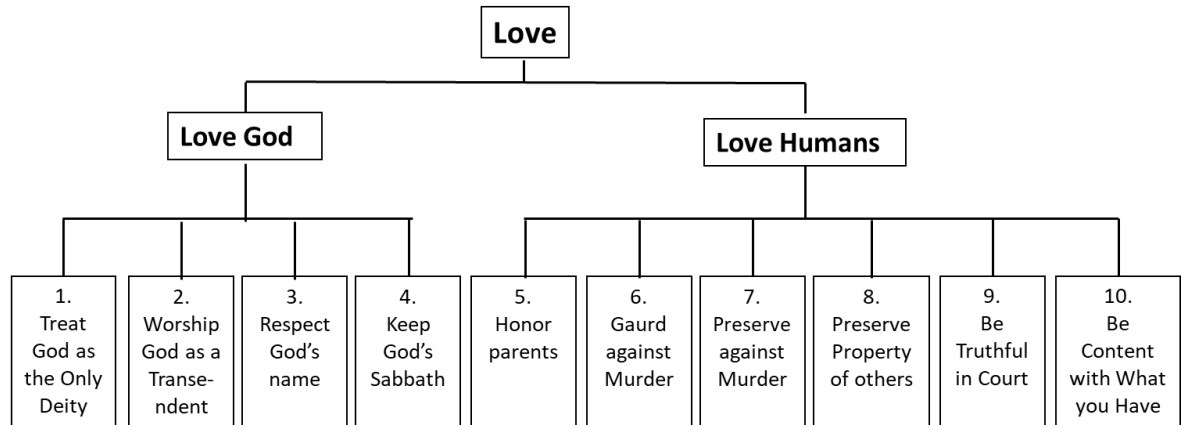 Love
Love God
Love Humans
1.
Treat
God as
the Only
Deity
2.
Worship
God as a
Transe-
ndent
3.
Respect
God's
name
4.
Keep
God's
Sabbath
5.
Honor
parents
6.
Gaurd
against
Murder
7.
Preserve
against
Murder
8.
Preserve
Property
of others
9.
Be
Truthful
in Court
10.
Be
Content
with What
you Have